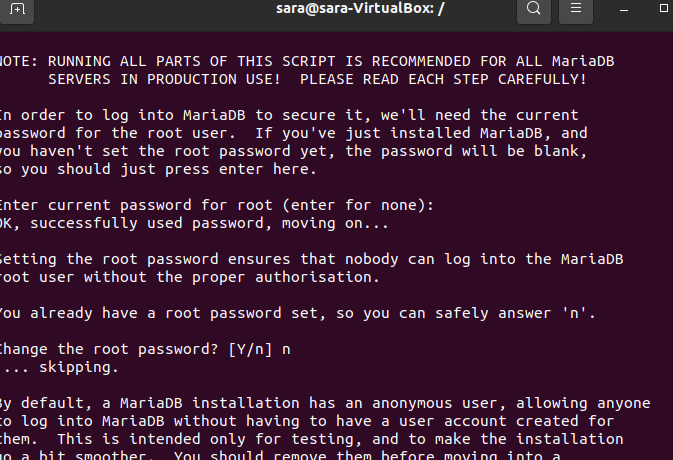 sara@sara-VirtualBox: /
NOTE: RUNNING ALL PARTS OF THIS SCRIPT IS RECOMMENDED FOR ALL MariaDB
SERVERS IN PRODUCTION USE!  PLEASE READ EACH STEP CAREFULLY!
In order to log into MariaDB to secure it, we'll need the current
password for the root user.  If you've just installed MariaDB, and
you haven't set the root password yet, the password will be blank,
so you should just press enter here.
Enter current password for root (enter for none):
OK, successfully used password, moving on...
Setting the root password ensures that nobody can log into the MariaDB
root user without the proper authorisation.
You already have a root password set, so you can safely answer 'n'.
Change the root password? [Y/n] n
... skipping.
By default, a MariaDB installation has an anonymous user, allowing anyone
to log into MariaDB without having to have a user account created for
them.  This is intended only for testing, and to make the installation
go a bit smoother.  You should remove them before moving into a